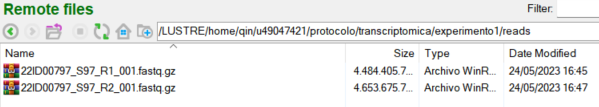 Remote files
Filter:
/LUSTRE/home/qin/u49047421/protocolo/transcriptomica/experimento1/reads
Name Size Type Date Modified
22ID00797_S97_R1_001.fastq.gz 4.484.405.7... Archivo WinR... 24/05/2023 16:45
22ID00797_S97_R2_001.fastq.gz 4.653.675.7... Archivo WinR... 24/05/2023 16:47